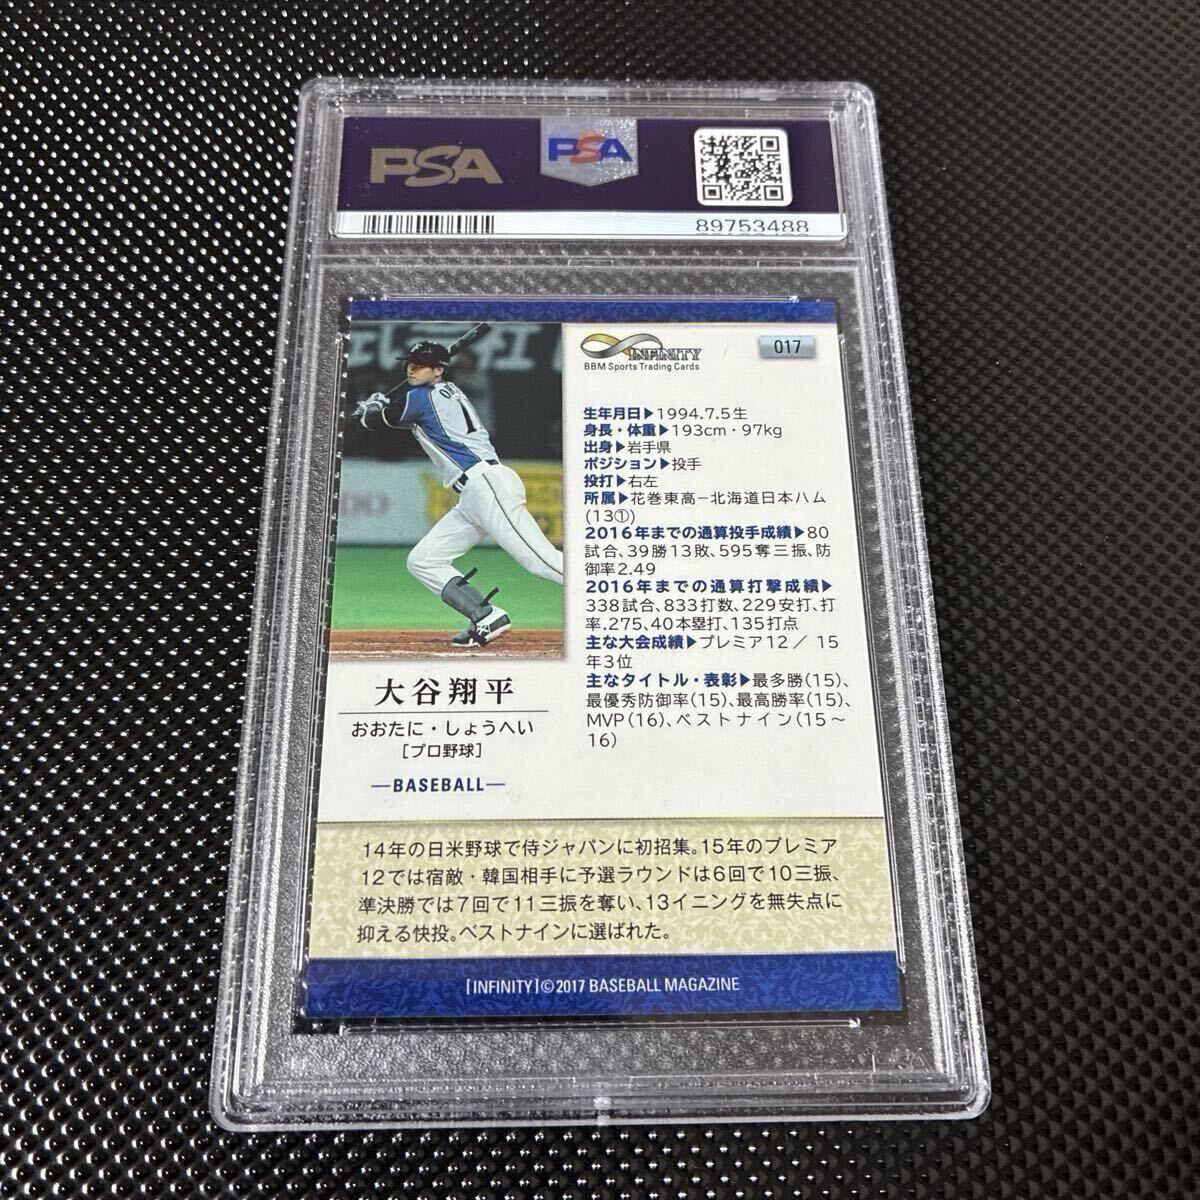 PSA
PSA
89753488
INFINITY
BBM Sports Trading Cards
017
生年月日▶1994.7.5生
身長・体重▶193cm・97kg
出身▶岩手県
ポジション▶投手
投打▶右左
所属▶花巻東高−北海道日本ハム
(13①)
2016年までの通算投手成績▶80
試合、39勝13敗、595奪三振、防
御率2.49
2016年までの通算打撃成績▶
338試合、833打数、229安打、打
率.275、40本塁打、135打点
主な大会成績▶プレミア12／15
年3位
主なタイトル・表彰▶最多勝(15)、
最優秀防御率(15)、最高勝率(15)、
MVP(16)、ベストナイン(15〜
16)
大谷翔平
おおたに・しょうへい
[プロ野球]
—BASEBALL—
14年の日米野球で侍ジャパンに初招集。15年のプレミア
12では宿敵・韓国相手に予選ラウンドは6回で10三振、
準決勝では7回で11三振を奪い、13イニングを無失点に
抑える快投。ベストナインに選ばれた。
[INFINITY]©2017 BASEBALL MAGAZINE